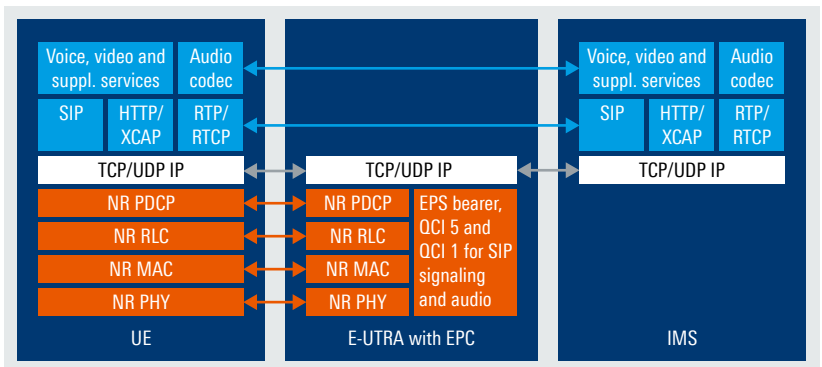 Voice, video and
suppl. services
Audio
codec
SIP
HTTP/
XCAP
RTP/
RTCP
TCP/UDP IP
NR PDCP
NR RLC
NR MAC
NR PHY
UE
TCP/UDP IP
NR PDCP
NR RLC
NR MAC
NR PHY
EPS bearer,
QCI 5 and
QCI 1 for SIP
signaling
and audio
E-UTRA with EPC
Voice, video and
suppl. services
Audio
codec
SIP
HTTP/
XCAP
RTP/
RTCP
TCP/UDP IP
IMS